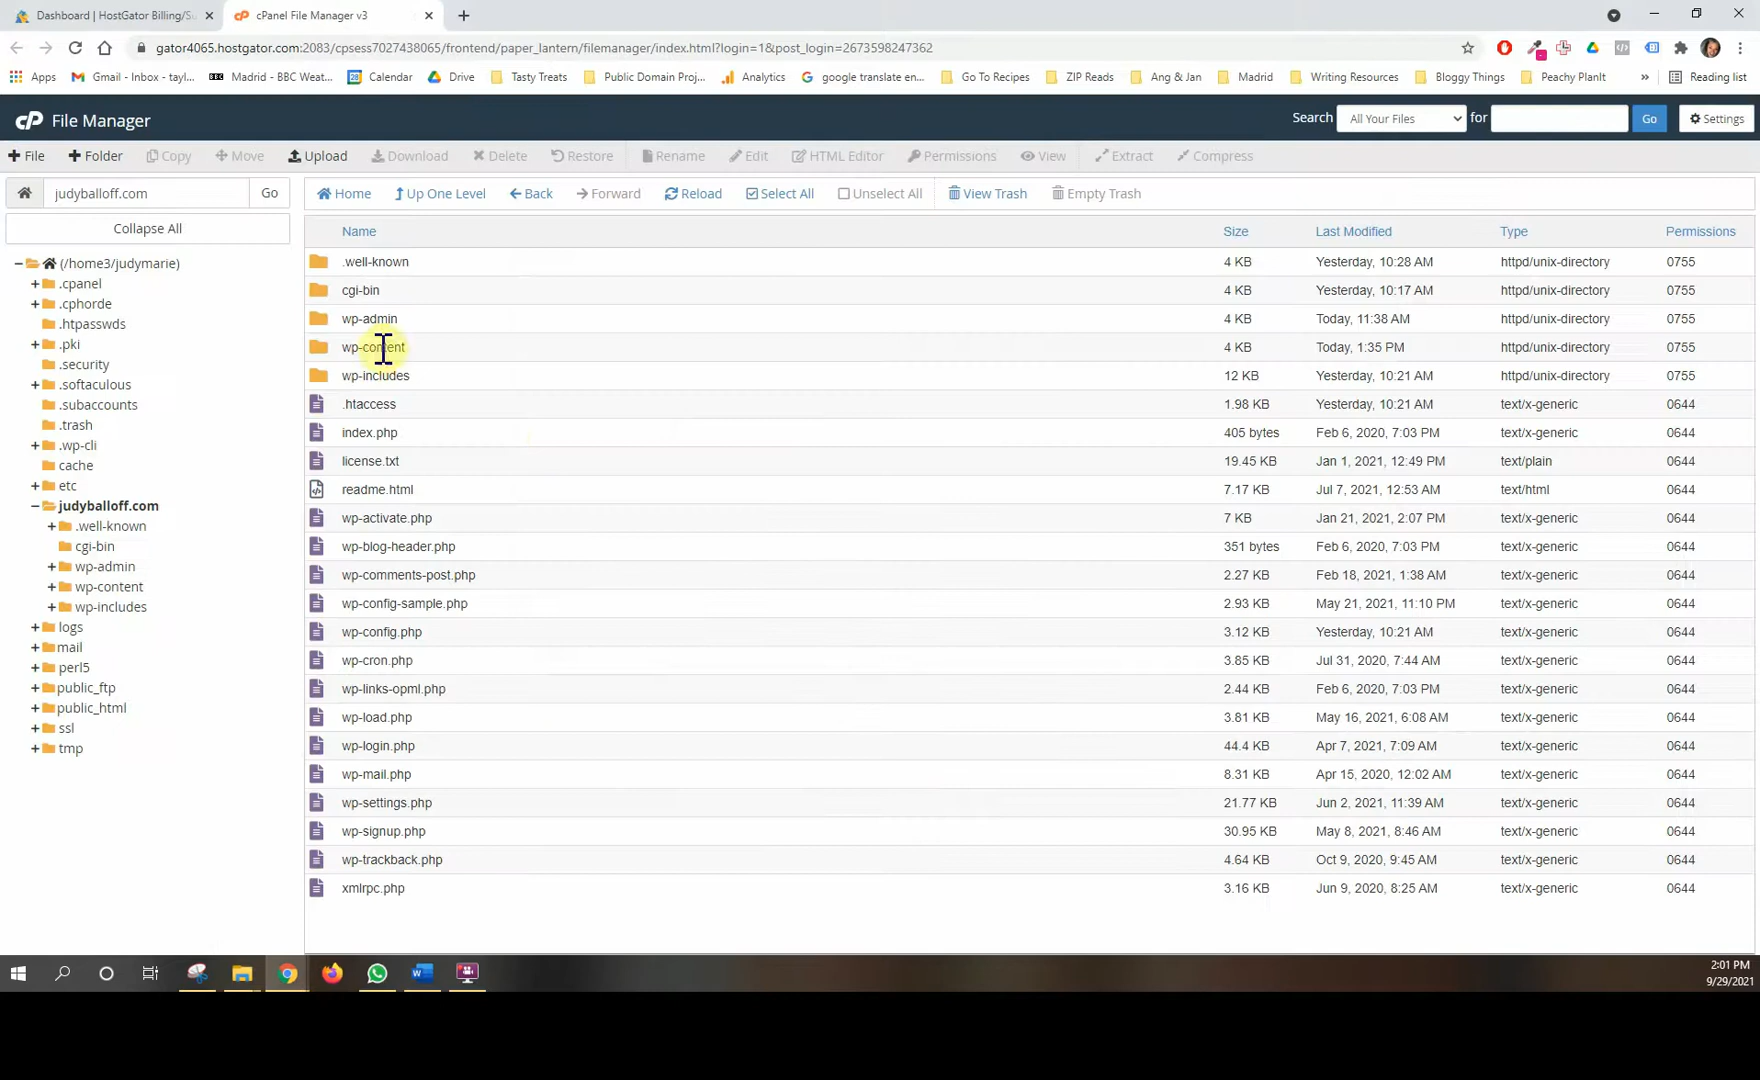 Dashboard | HostGator Billing/Su
cPanel File Manager v3
gator4065.hostgator.com:2083/cpsess7027438065/frontend/paper_lantern/filemanager/index.html?login=1&post_login=2673598247362
Apps Gmail - Inbox - tayl... Madrid - BBC Weat... Calendar Drive Tasty Treats Public Domain Proj... Analytics google translate en... Go To Recipes ZIP Reads Ang & Jan Madrid Writing Resources Bloggy Things Peachy PlanIt » Reading list
cP File Manager
Search All Your Files for Go Settings
File Folder Copy Move Upload Download Delete Restore Rename Edit HTML Editor Permissions View Extract Compress
judyballoff.com Go
Home Up One Level Back Forward Reload Select All Unselect All View Trash Empty Trash
Collapse All
(/home3/judymarie)
.cpanel
.cphorde
.htpasswds
.pki
.security
.softaculous
.subaccounts
.trash
.wp-cli
cache
etc
judyballoff.com
.well-known
cgi-bin
wp-admin
wp-content
wp-includes
logs
mail
perl5
public_ftp
public_html
ssl
tmp
Name Size Last Modified Type Permissions
.well-known 4 KB Yesterday, 10:28 AM httpd/unix-directory 0755
cgi-bin 4 KB Yesterday, 10:17 AM httpd/unix-directory 0755
wp-admin 4 KB Today, 11:38 AM httpd/unix-directory 0755
wp-content 4 KB Today, 1:35 PM httpd/unix-directory 0755
wp-includes 12 KB Yesterday, 10:21 AM httpd/unix-directory 0755
.htaccess 1.98 KB Yesterday, 10:21 AM text/x-generic 0644
index.php 405 bytes Feb 6, 2020, 7:03 PM text/x-generic 0644
license.txt 19.45 KB Jan 1, 2021, 12:49 PM text/plain 0644
readme.html 7.17 KB Jul 7, 2021, 12:53 AM text/html 0644
wp-activate.php 7 KB Jan 21, 2021, 2:07 PM text/x-generic 0644
wp-blog-header.php 351 bytes Feb 6, 2020, 7:03 PM text/x-generic 0644
wp-comments-post.php 2.27 KB Feb 18, 2021, 1:38 AM text/x-generic 0644
wp-config-sample.php 2.93 KB May 21, 2021, 11:10 PM text/x-generic 0644
wp-config.php 3.12 KB Yesterday, 10:21 AM text/x-generic 0644
wp-cron.php 3.85 KB Jul 31, 2020, 7:44 AM text/x-generic 0644
wp-links-opml.php 2.44 KB Feb 6, 2020, 7:03 PM text/x-generic 0644
wp-load.php 3.81 KB May 16, 2021, 6:08 AM text/x-generic 0644
wp-login.php 44.4 KB Apr 7, 2021, 7:09 AM text/x-generic 0644
wp-mail.php 8.31 KB Apr 15, 2020, 12:02 AM text/x-generic 0644
wp-settings.php 21.77 KB Jun 2, 2021, 11:39 AM text/x-generic 0644
wp-signup.php 30.95 KB May 8, 2021, 8:46 AM text/x-generic 0644
wp-trackback.php 4.64 KB Oct 9, 2020, 9:45 AM text/x-generic 0644
xmlrpc.php 3.16 KB Jun 9, 2020, 8:25 AM text/x-generic 0644
2:01 PM
9/29/2021